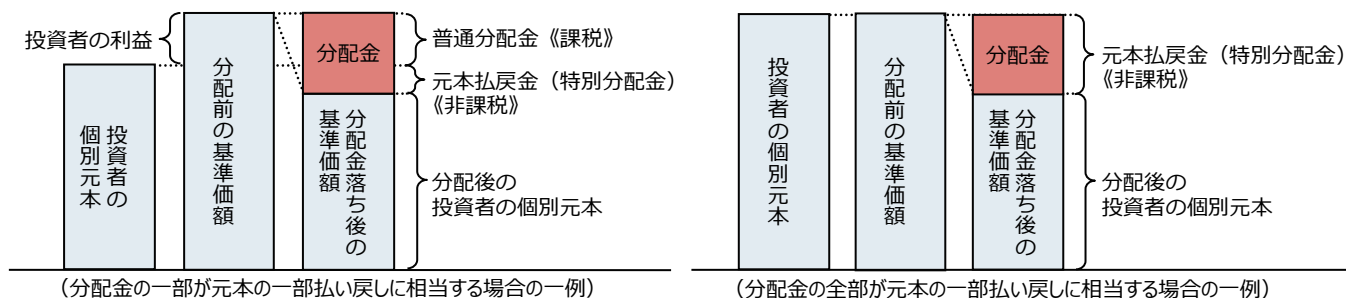 投資者の利益
投資者の
個別元本
分配前の基準価額
分配金
分配金落ち後の
基準価額
普通分配金《課税》
元本払戻金（特別分配金）
《非課税》
分配後の
投資者の個別元本
（分配金の一部が元本の一部払い戻しに相当する場合の一例）
投資者の個別元本
分配前の基準価額
分配金
分配金落ち後の
基準価額
元本払戻金（特別分配金）
《非課税》
分配後の
投資者の個別元本
（分配金の全部が元本の一部払い戻しに相当する場合の一例）